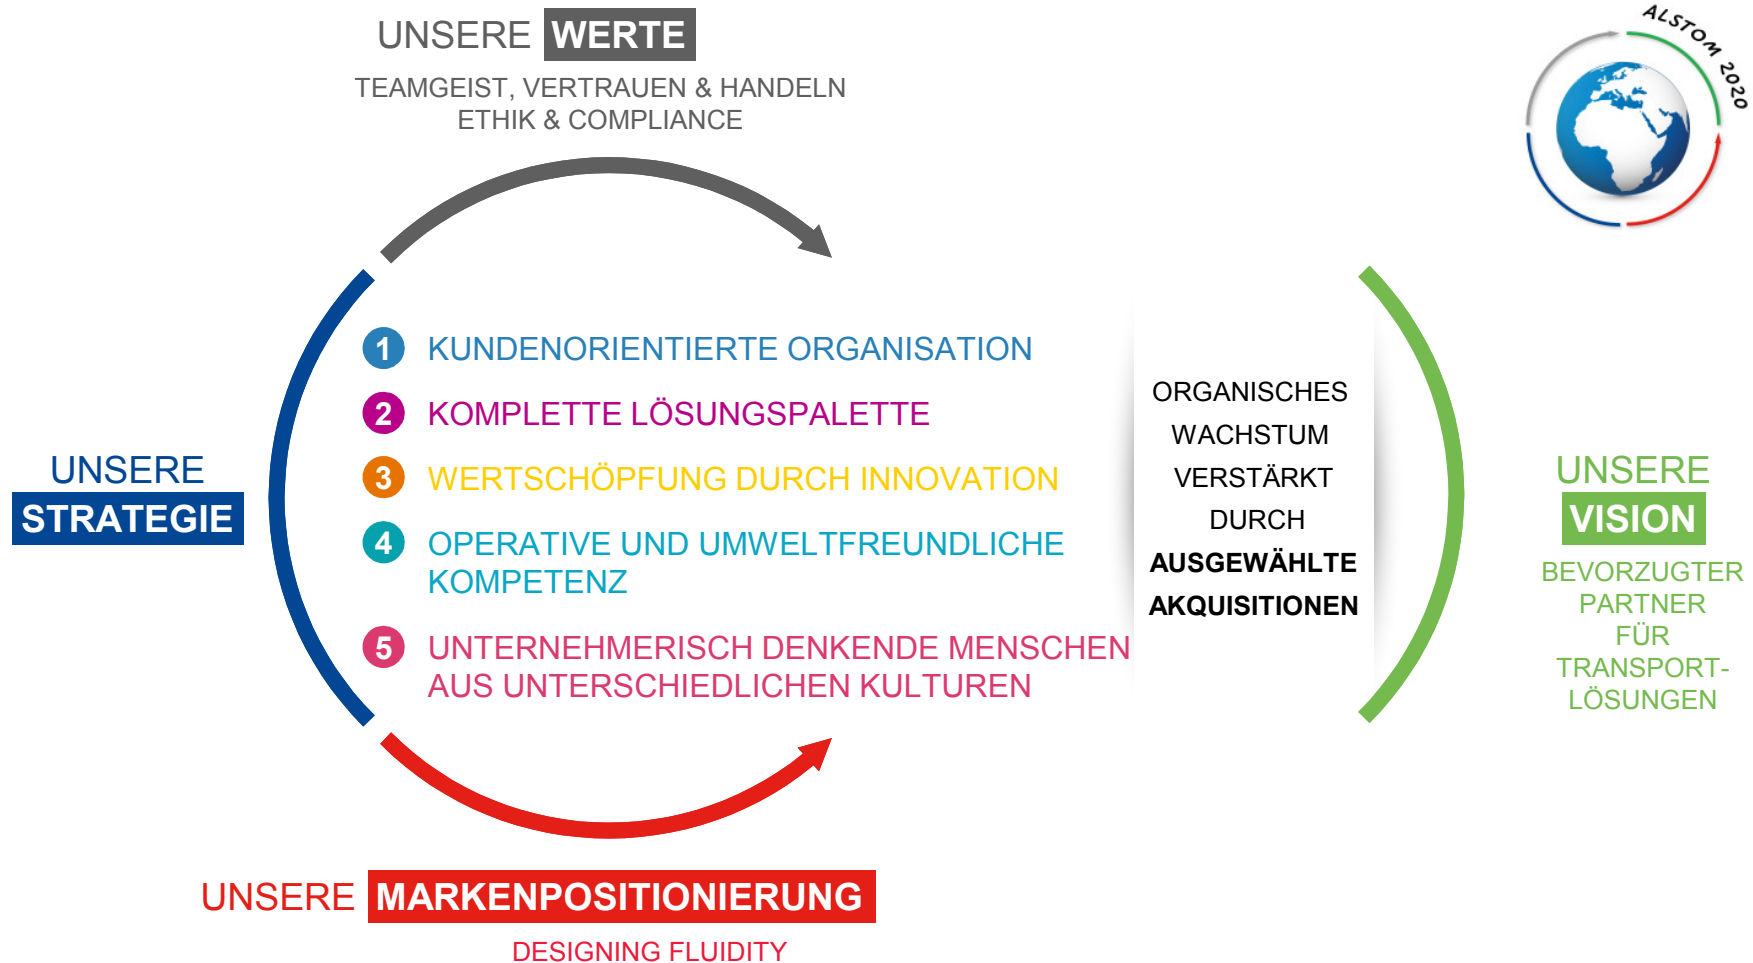 UNSERE WERTE
TEAMGEIST, VERTRAUEN & HANDELN
ETHIK & COMPLIANCE
ALSTOM 2020
UNSERE
STRATEGIE
1 KUNDENORIENTIERTE ORGANISATION
2 KOMPLETTE LÖSUNGSPALETTE
3 WERTSCHÖPFUNG DURCH INNOVATION
4 OPERATIVE UND UMWELTFREUNDLICHE
KOMPETENZ
5 UNTERNEHMERISCH DENKENDE MENSCHEN
AUS UNTERSCHIEDLICHEN KULTUREN
ORGANISCHES
WACHSTUM
VERSTÄRKT
DURCH
AUSGEWÄHLTE
AKQUISITIONEN
UNSERE
VISION
BEVORZUGTER
PARTNER
FÜR
TRANSPORT-
LÖSUNGEN
UNSERE MARKENPOSITIONIERUNG
DESIGNING FLUIDITY